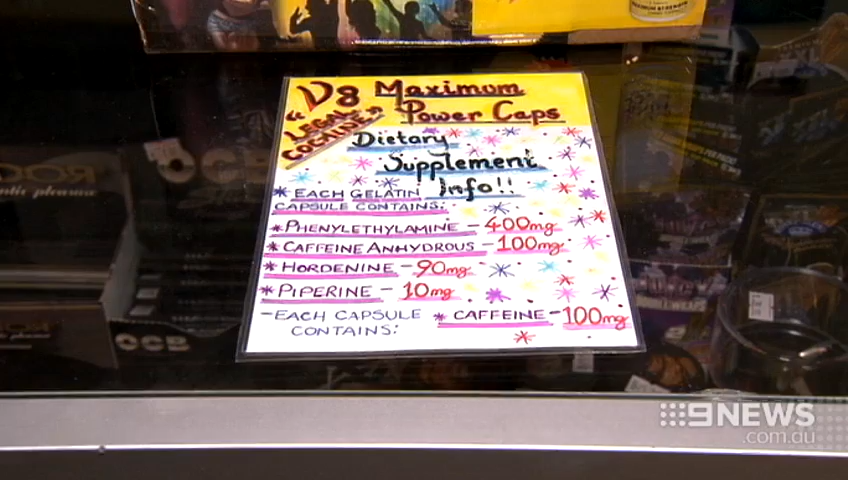 V8 Maximum
Power Caps
"LEGAL
COCAINE"
Dietary
Supplement
Info!!
* EACH GELATIN
CAPSULE CONTAINS:
* PHENYLETHYLAMINE - 400mg
* CAFFEINE ANHYDROUS - 100mg
* HORDENINE - 90mg
* PIPERINE - 10mg
- EACH CAPSULE * CAFFEINE - 100mg
CONTAINS:
OCB
OCB
9NEWS
.com.au